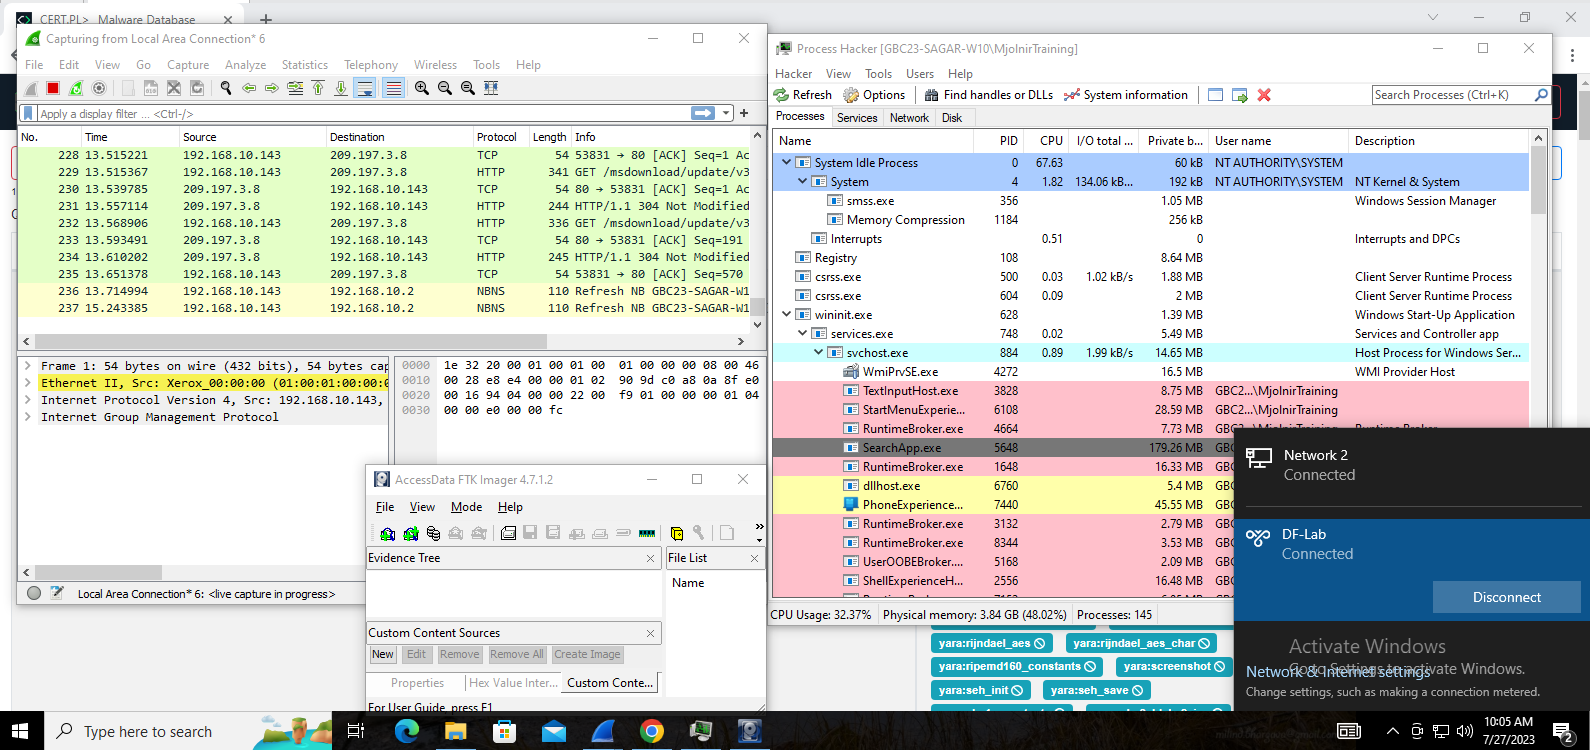 CERT.PL> Malware Database
Capturing from Local Area Connection* 6
File Edit View Go Capture Analyze Statistics Telephony Wireless Tools Help
Apply a display filter ... <Ctrl-/>
No. Time Source Destination Protocol Length Info
228 13.515221 192.168.10.143 209.197.3.8 TCP 54 53831 → 80 [ACK] Seq=1 Ac
229 13.515367 192.168.10.143 209.197.3.8 HTTP 341 GET /msdownload/update/v3
230 13.539785 209.197.3.8 192.168.10.143 TCP 54 80 → 53831 [ACK] Seq=1 Ac
231 13.557114 209.197.3.8 192.168.10.143 HTTP 244 HTTP/1.1 304 Not Modified
232 13.568906 192.168.10.143 209.197.3.8 HTTP 336 GET /msdownload/update/v3
233 13.593491 209.197.3.8 192.168.10.143 TCP 54 80 → 53831 [ACK] Seq=191
234 13.610202 209.197.3.8 192.168.10.143 HTTP 245 HTTP/1.1 304 Not Modified
235 13.651378 192.168.10.143 209.197.3.8 TCP 54 53831 → 80 [ACK] Seq=570
236 13.714994 192.168.10.143 192.168.10.2 NBNS 110 Refresh NB GBC23-SAGAR-W1
237 15.243385 192.168.10.143 192.168.10.2 NBNS 110 Refresh NB GBC23-SAGAR-W1
Frame 1: 54 bytes on wire (432 bits), 54 bytes cap
Ethernet II, Src: Xerox_00:00:00 (01:00:01:00:00:0
Internet Protocol Version 4, Src: 192.168.10.143,
Internet Group Management Protocol
0000 1e 32 20 00 01 00 01 00 01 00 00 00 08 00 46
0010 00 28 e8 e4 00 00 01 02 90 9d c0 a8 0a 8f e0
0020 00 16 94 04 00 00 22 00 f9 01 00 00 00 01 04
0030 00 00 e0 00 00 fc
Local Area Connection* 6: <live capture in progress>
AccessData FTK Imager 4.7.1.2
File View Mode Help
Evidence Tree
File List
Name
Custom Content Sources
New Edit Remove Remove All Create Image
Properties Hex Value Inter... Custom Conte...
For User Guide, press F1
Process Hacker [GBC23-SAGAR-W10\MjolnirTraining]
Hacker View Tools Users Help
Refresh Options Find handles or DLLs System information Search Processes (Ctrl+K)
Processes Services Network Disk
Name PID CPU I/O total ... Private b... User name Description
System Idle Process 0 67.63 60 kB NT AUTHORITY\SYSTEM
System 4 1.82 134.06 kB... 192 kB NT AUTHORITY\SYSTEM NT Kernel & System
smss.exe 356 1.05 MB Windows Session Manager
Memory Compression 1184 256 kB
Interrupts 0.51 0 Interrupts and DPCs
Registry 108 8.64 MB
csrss.exe 500 0.03 1.02 kB/s 1.88 MB Client Server Runtime Process
csrss.exe 604 0.09 2 MB Client Server Runtime Process
wininit.exe 628 1.39 MB Windows Start-Up Application
services.exe 748 0.02 5.49 MB Services and Controller app
svchost.exe 884 0.89 1.99 kB/s 14.65 MB Host Process for Windows Ser...
WmiPrvSE.exe 4272 16.5 MB WMI Provider Host
TextInputHost.exe 3828 8.75 MB GBC2...\MjolnirTraining
StartMenuExperie... 6108 28.59 MB GBC2...\MjolnirTraining
RuntimeBroker.exe 4664 7.73 MB GBC2...\MjolnirTraining Runtime Broker
SearchApp.exe 5648 179.26 MB GBC
RuntimeBroker.exe 1648 16.33 MB GBC
dllhost.exe 6760 5.4 MB GBC
PhoneExperience... 7440 45.55 MB GBC
RuntimeBroker.exe 3132 2.79 MB GBC
RuntimeBroker.exe 8344 3.53 MB GBC
UserOOBEBroker.... 5168 2.09 MB GBC
ShellExperienceH... 2556 16.48 MB GBC
CPU Usage: 32.37% Physical memory: 3.84 GB (48.02%) Processes: 145
yara:rijndael_aes yara:rijndael_aes_char
yara:ripemd160_constants yara:screenshot
yara:seh_init yara:seh_save
Network 2
Connected
DF-Lab
Connected
Disconnect
Activate Windows
Go to Settings to activate Windows.
Network & Internet settings
Change settings, such as making a connection metered.
Type here to search
10:05 AM
7/27/2023
2